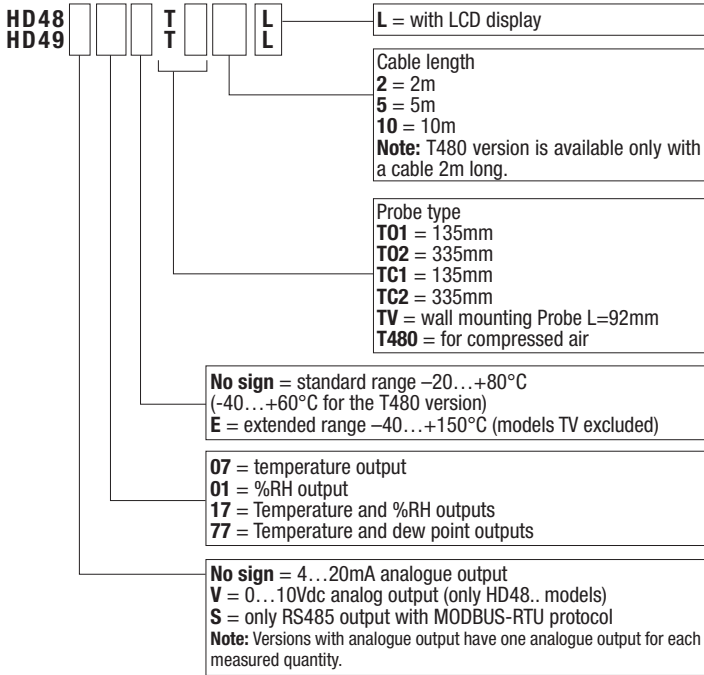 HD48 T L
HD49 T L
L = with LCD display
Cable length
2 = 2m
5 = 5m
10 = 10m
Note: T480 version is available only with
a cable 2m long.
Probe type
TO1 = 135mm
TO2 = 335mm
TC1 = 135mm
TC2 = 335mm
TV = wall mounting Probe L=92mm
T480 = for compressed air
No sign = standard range –20…+80°C
(-40…+60°C for the T480 version)
E = extended range –40…+150°C (models TV excluded)
07 = temperature output
01 = %RH output
17 = Temperature and %RH outputs
77 = Temperature and dew point outputs
No sign = 4…20mA analogue output
V = 0…10Vdc analog output (only HD48.. models)
S = only RS485 output with MODBUS-RTU protocol
Note: Versions with analogue output have one analogue output for each
measured quantity.